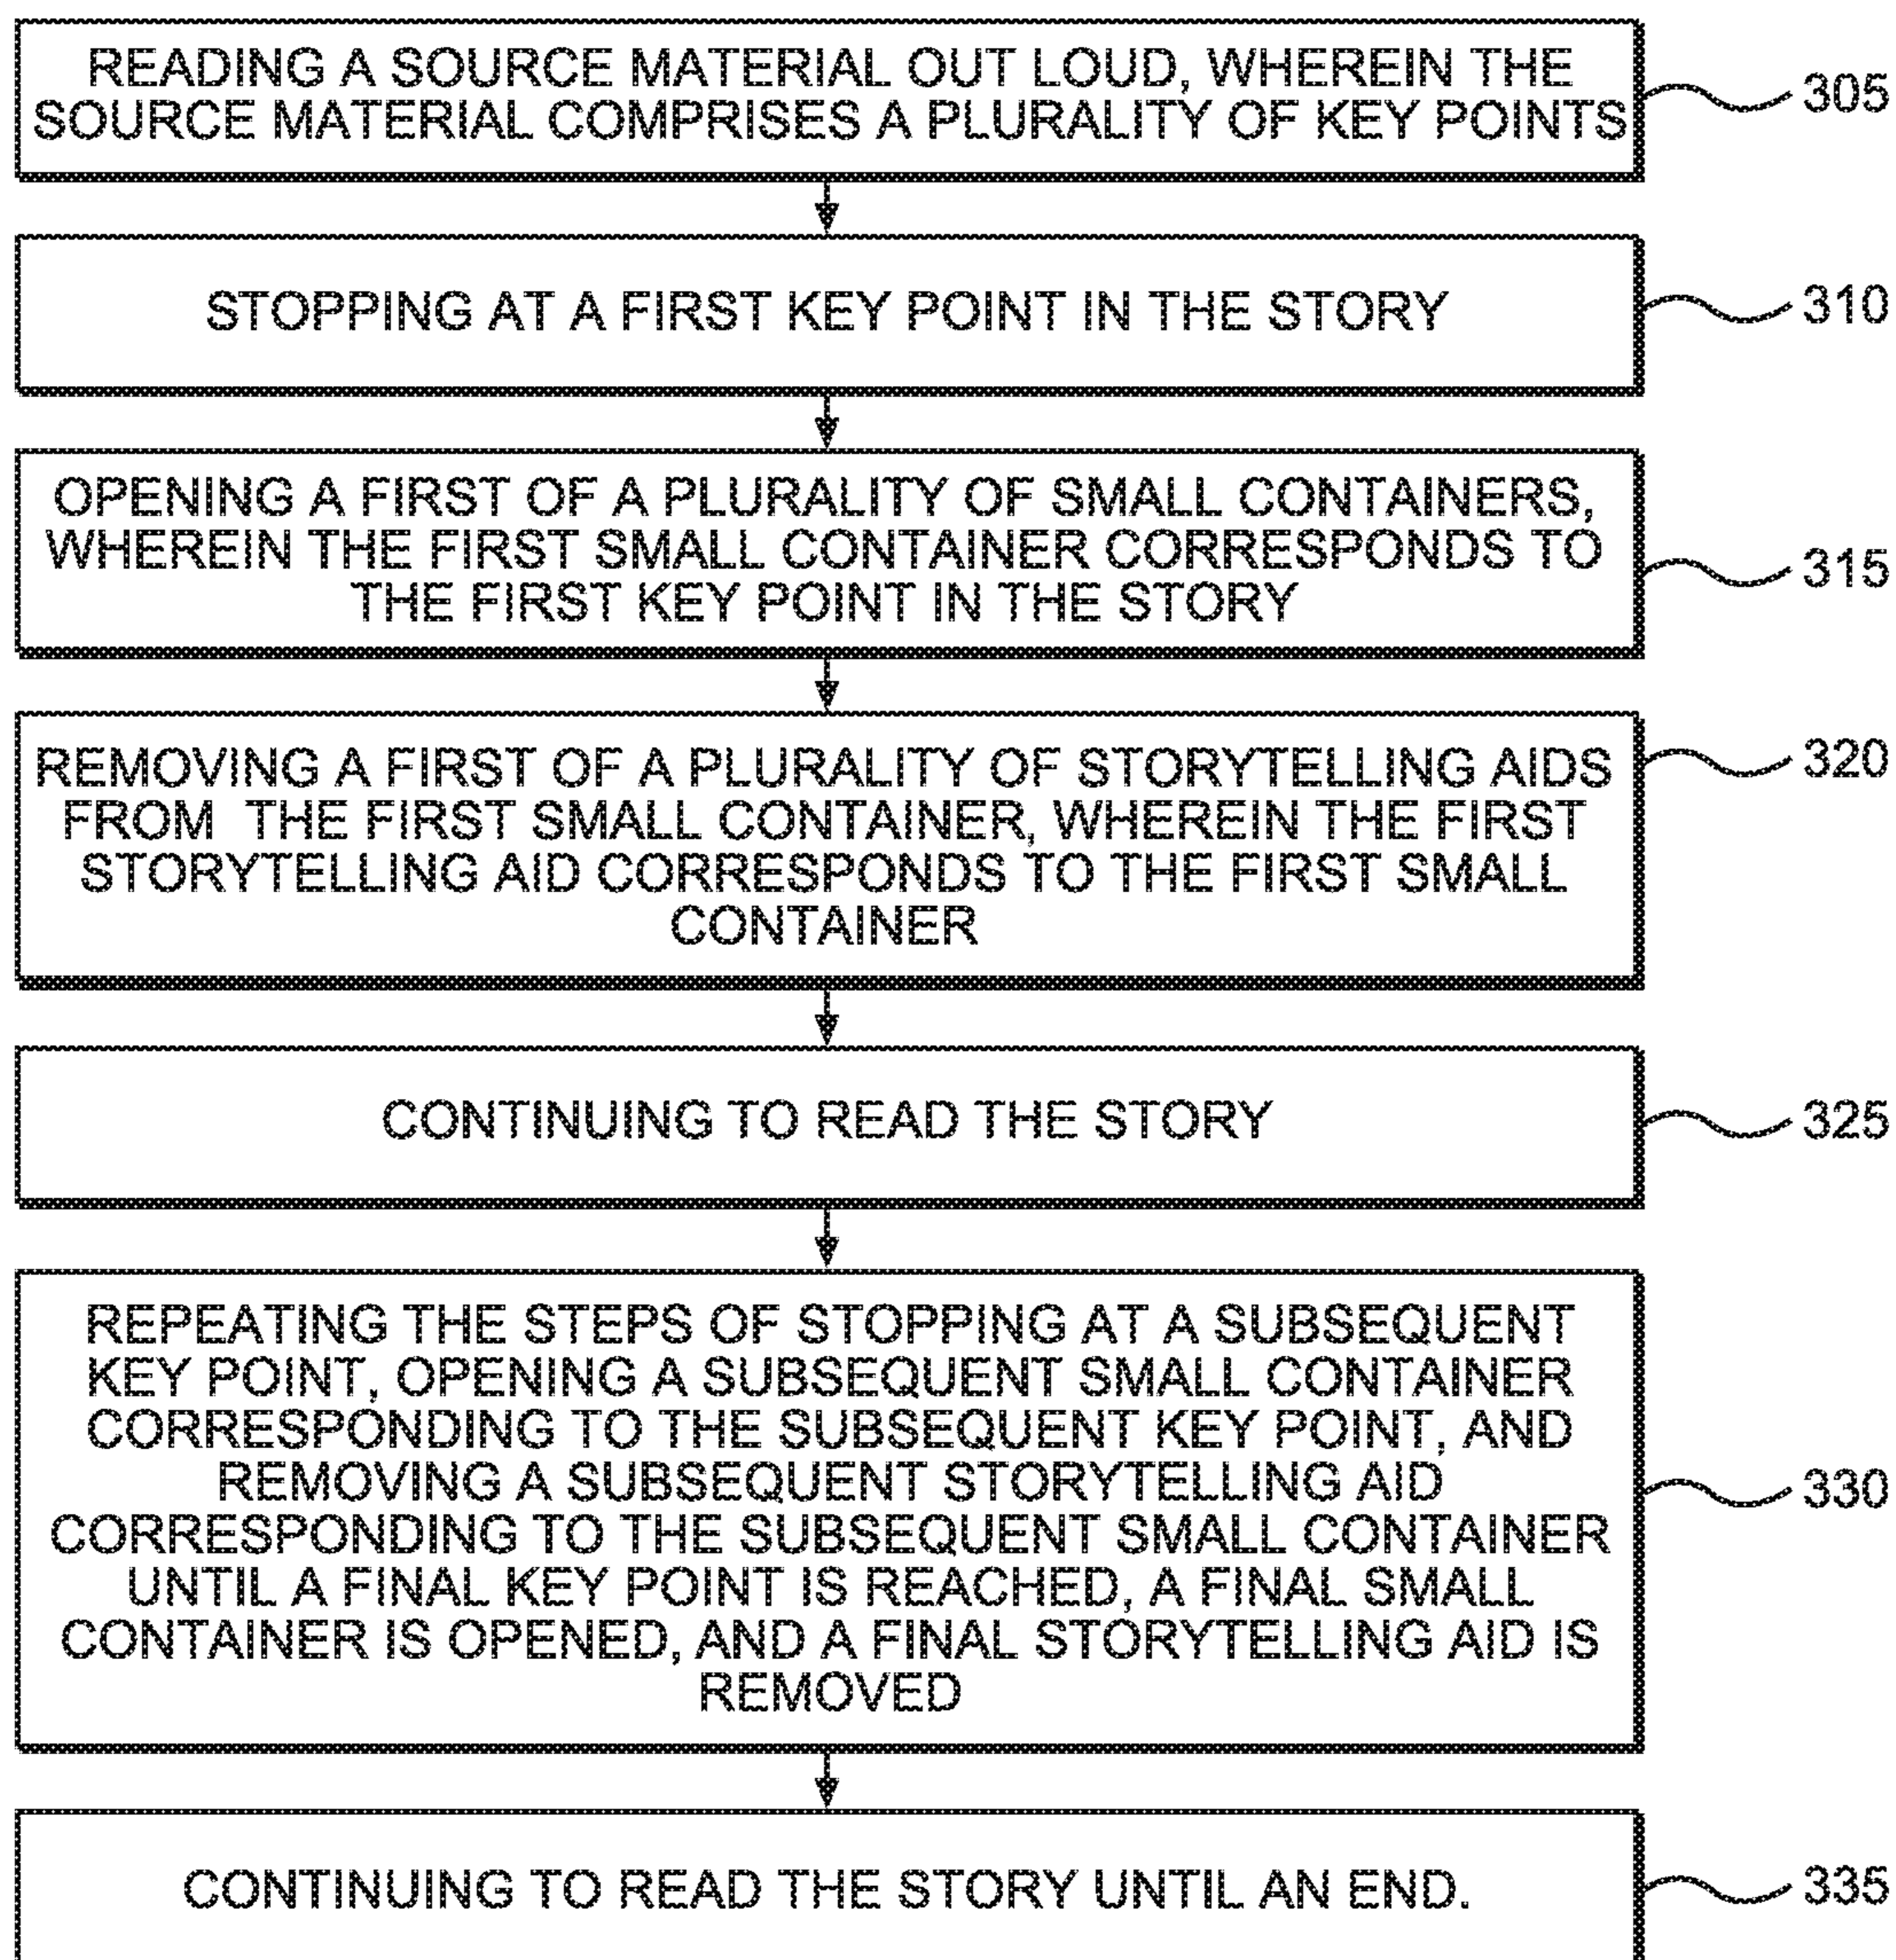 READING A SOURCE MATERIAL OUT LOUD, WHEREIN THE
SOURCE MATERIAL COMPRISES A PLURALITY OF KEY POINTS
305
STOPPING AT A FIRST KEY POINT IN THE STORY
310
OPENING A FIRST OF A PLURALITY OF SMALL CONTAINERS,
WHEREIN THE FIRST SMALL CONTAINER CORRESPONDS TO
THE FIRST KEY POINT IN THE STORY
315
REMOVING A FIRST OF A PLURALITY OF STORYTELLING AIDS
FROM THE FIRST SMALL CONTAINER, WHEREIN THE FIRST
STORYTELLING AID CORRESPONDS TO THE FIRST SMALL
CONTAINER
320
CONTINUING TO READ THE STORY
325
REPEATING THE STEPS OF STOPPING AT A SUBSEQUENT
KEY POINT, OPENING A SUBSEQUENT SMALL CONTAINER
CORRESPONDING TO THE SUBSEQUENT KEY POINT, AND
REMOVING A SUBSEQUENT STORYTELLING AID
CORRESPONDING TO THE SUBSEQUENT SMALL CONTAINER
UNTIL A FINAL KEY POINT IS REACHED, A FINAL SMALL
CONTAINER IS OPENED, AND A FINAL STORYTELLING AID IS
REMOVED
330
CONTINUING TO READ THE STORY UNTIL AN END.
335